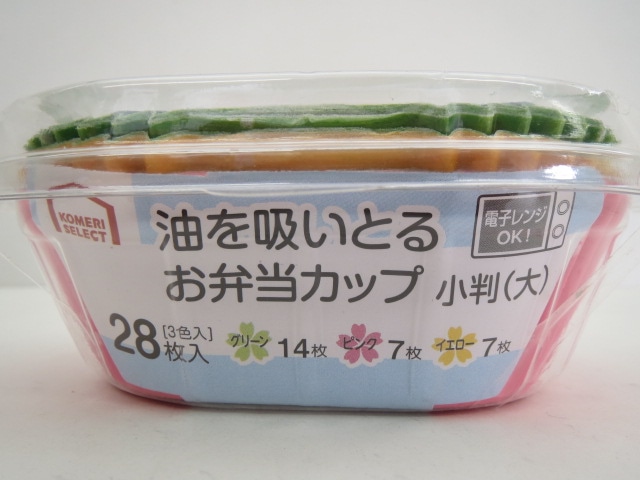 KOMERI
SELECT
油を吸いとる
お弁当カップ 小判(大)
電子レンジ
OK!
28枚入 [3色入]
グリーン 14枚 ピンク 7枚 イエロー 7枚